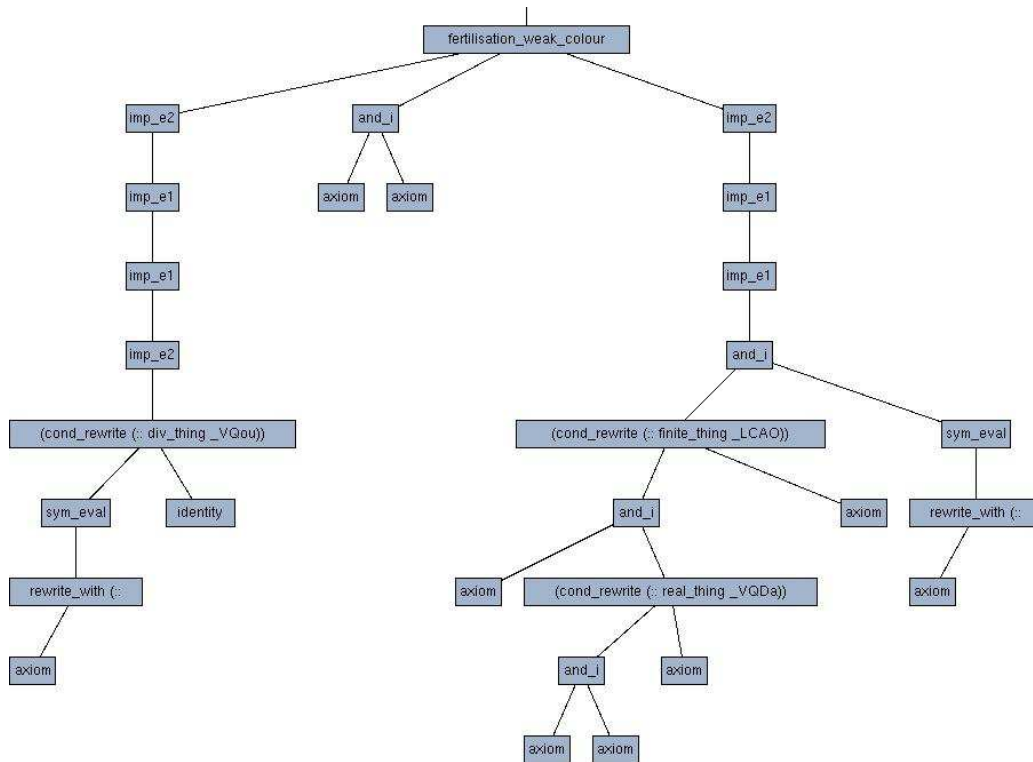 fertilisation_weak_colour
imp_e2
and_i
imp_e2
imp_e1
axiom
axiom
imp_e1
imp_e1
imp_e1
imp_e2
and_i
(cond_rewrite (:: div_thing _VQou))
(cond_rewrite (:: finite_thing _LCAO))
sym_eval
sym_eval
identity
and_i
axiom
rewrite_with (::
rewrite_with (::
axiom
(cond_rewrite (:: real_thing _VQDa))
axiom
axiom
and_i
axiom
axiom
axiom